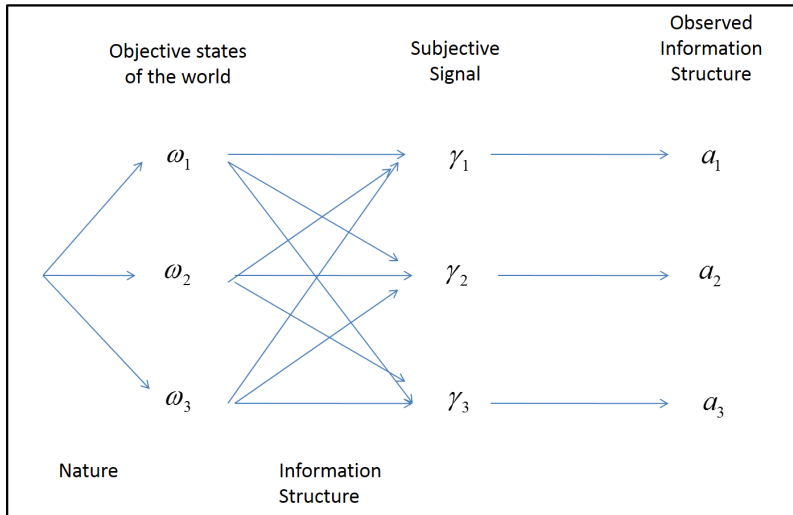 Objective states
of the world
Subjective
Signal
Observed
Information
Structure
ω₁ γ₁ a₁
ω₂ γ₂ a₂
ω₃ γ₃ a₃
Nature
Information
Structure